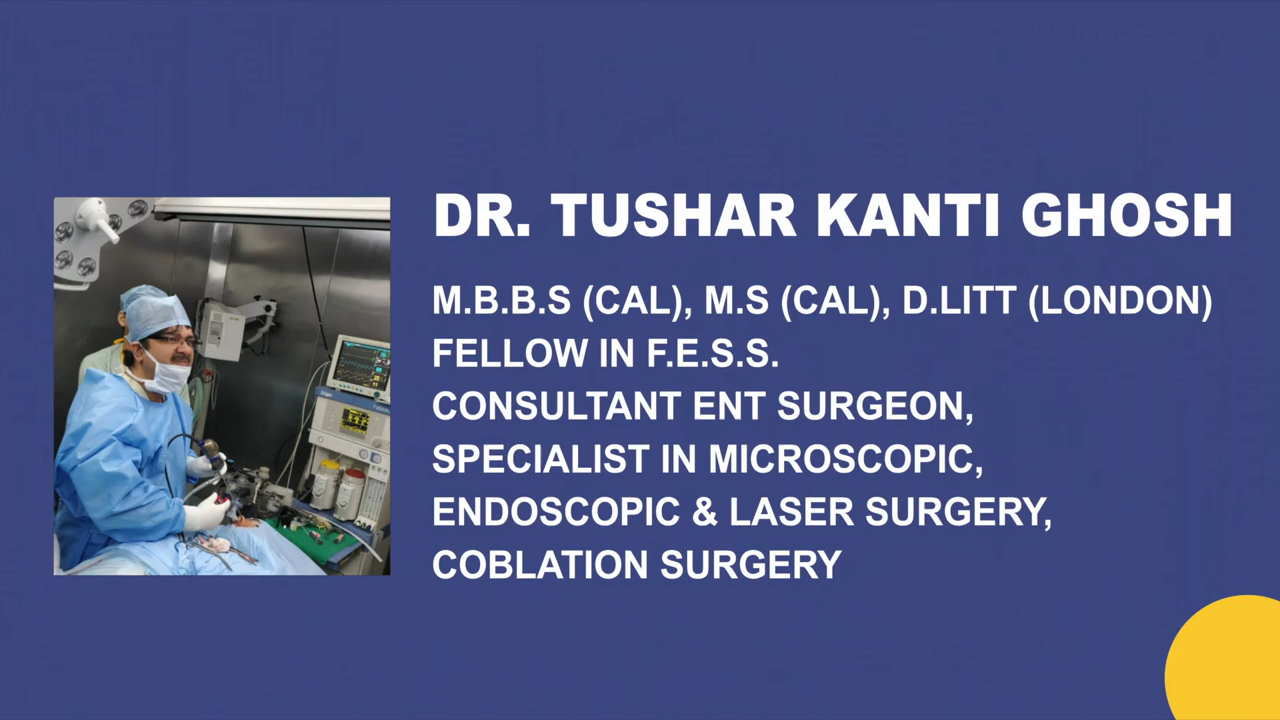 DR. TUSHAR KANTI GHOSH
M.B.B.S (CAL), M.S (CAL), D.LITT (LONDON)
FELLOW IN F.E.S.S.
CONSULTANT ENT SURGEON,
SPECIALIST IN MICROSCOPIC,
ENDOSCOPIC & LASER SURGERY,
COBLATION SURGERY